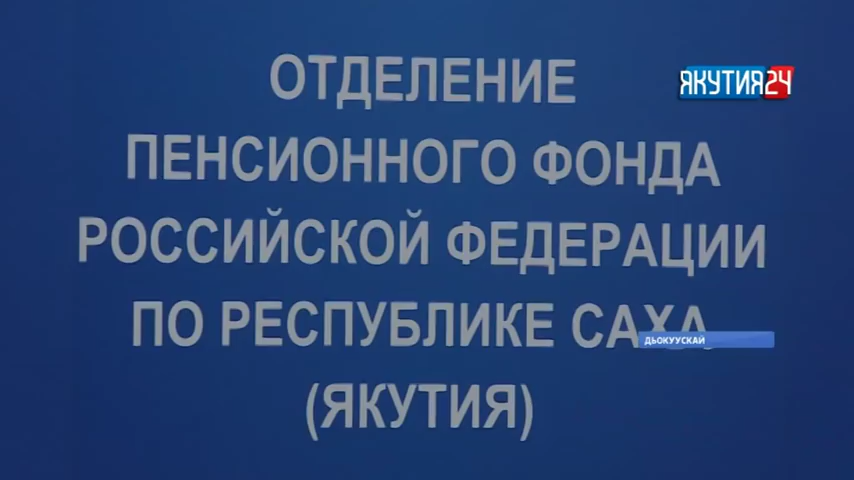 ОТДЕЛЕНИЕ
ЯКУТИЯ24
ПЕНСИОННОГО ФОНДА
РОССИЙСКОЙ ФЕДЕРАЦИИ
ПО РЕСПУБЛИКЕ САХА
ДЬОКУУСКАЙ
(ЯКУТИЯ)